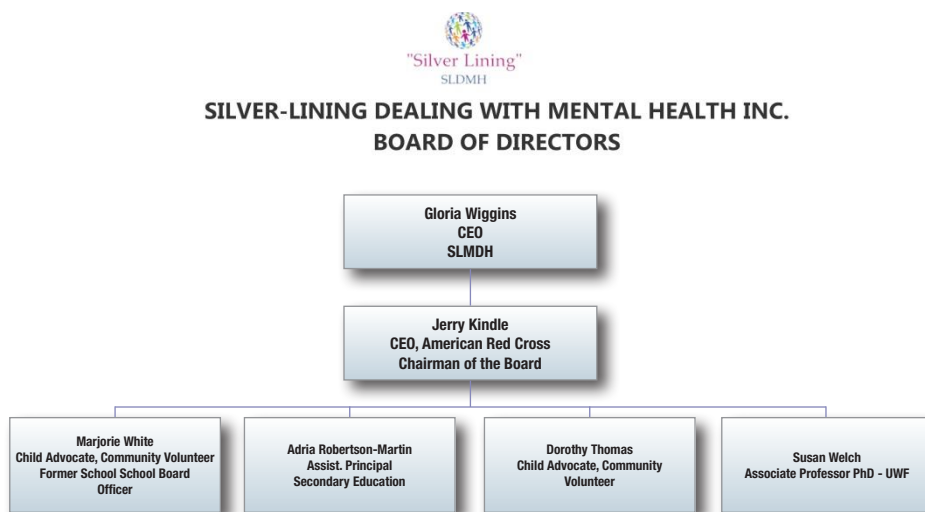 "Silver Lining"
SLDMH
SILVER-LINING DEALING WITH MENTAL HEALTH INC.
BOARD OF DIRECTORS
Gloria Wiggins
CEO
SLMDH
Jerry Kindle
CEO, American Red Cross
Chairman of the Board
Marjorie White
Child Advocate, Community Volunteer
Former School School Board
Officer
Adria Robertson-Martin
Assist. Principal
Secondary Education
Dorothy Thomas
Child Advocate, Community
Volunteer
Susan Welch
Associate Professor PhD - UWF